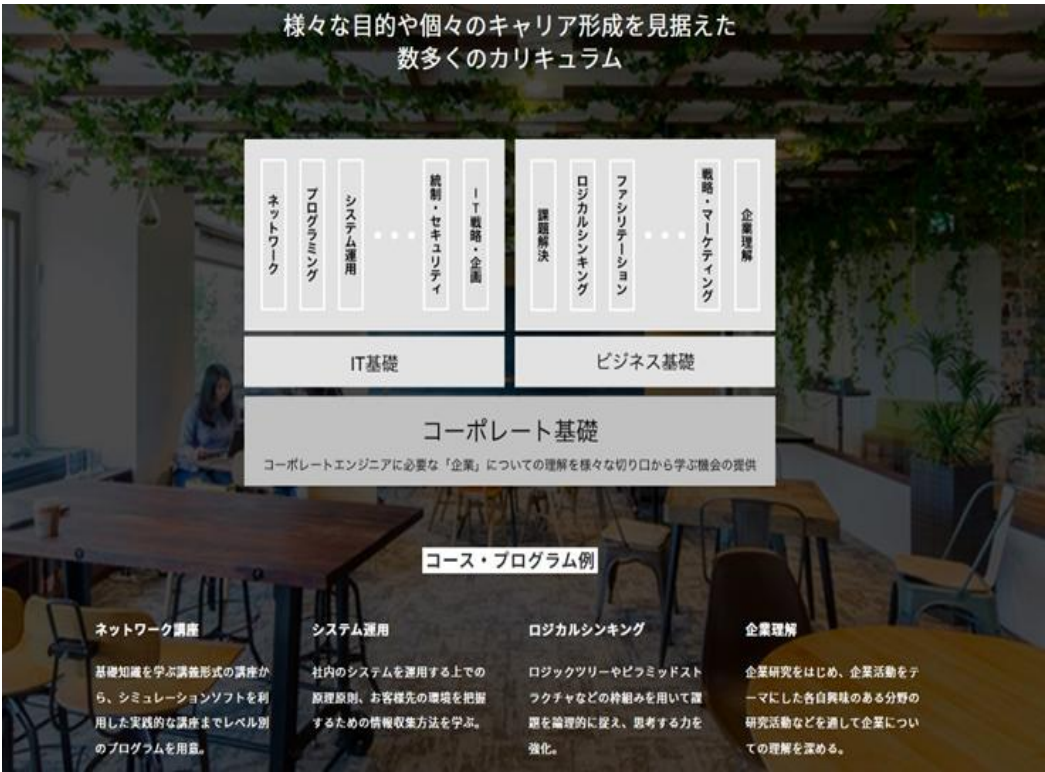 様々な目的や個々のキャリア形成を見据えた
数多くのカリキュラム
ネットワーク
プログラミング
システム運用
統制・セキュリティ
IT戦略・企画
課題解決
ロジカルシンキング
ファシリテーション
戦略・マーケティング
企業理解
IT基礎
ビジネス基礎
コーポレート基礎
コーポレートエンジニアに必要な「企業」についての理解を様々な切り口から学ぶ機会の提供
コース・プログラム例
ネットワーク講座
基礎知識を学ぶ講義形式の講座か
ら、シミュレーションソフトを利
用した実践的な講座までレベル別
のプログラムを用意。
システム運用
社内のシステムを運用する上での
原理原則、お客様先の環境を把握
するための情報収集方法を学ぶ。
ロジカルシンキング
ロジックツリーやピラミッドスト
ラクチャなどの枠組みを用いて課
題を論理的に捉え、思考する力を
強化。
企業理解
企業研究をはじめ、企業活動をテ
ーマにした各自興味のある分野の
研究活動などを通して企業につい
ての理解を深める。